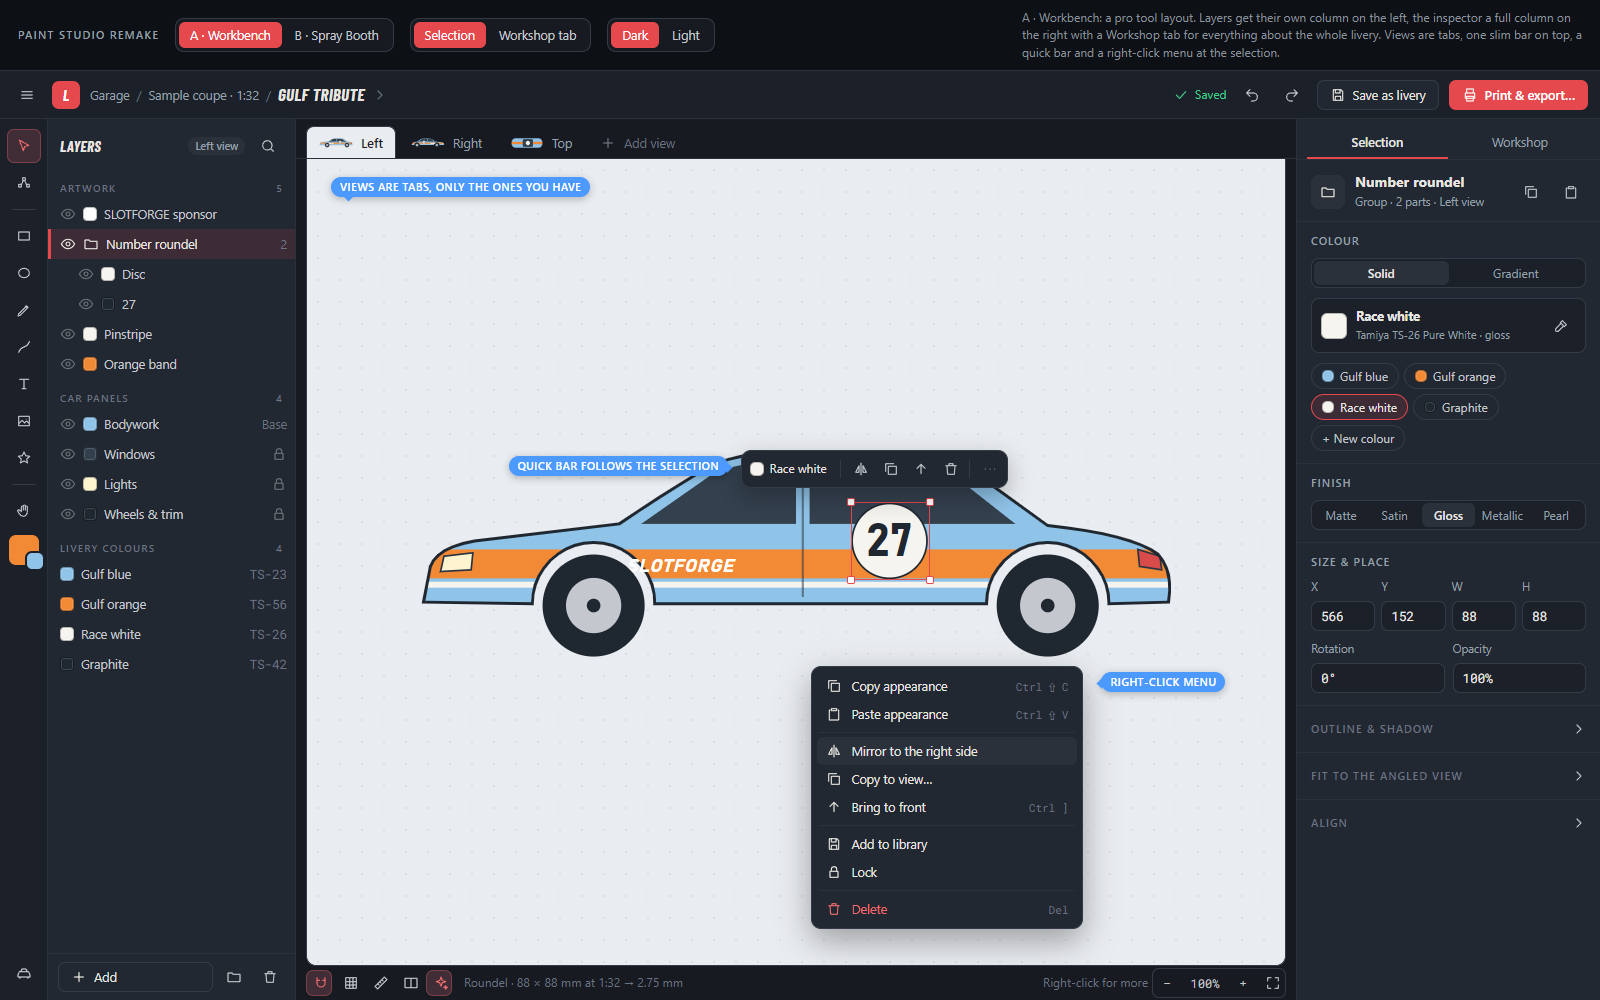 PAINT STUDIO REMAKE
A · Workbench
B · Spray Booth
Selection
Workshop tab
Dark
Light
A · Workbench: a pro tool layout. Layers get their own column on the left, the inspector a full column on
the right with a Workshop tab for everything about the whole livery. Views are tabs, one slim bar on top, a
quick bar and a right-click menu at the selection.
L
Garage / Sample coupe · 1:32 / GULF TRIBUTE
Saved
Save as livery
Print & export...
LAYERS
Left view
ARTWORK 5
SLOTFORGE sponsor
Number roundel 2
Disc
27
Pinstripe
Orange band
CAR PANELS 4
Bodywork Base
Windows
Lights
Wheels & trim
LIVERY COLOURS 4
Gulf blue TS-23
Gulf orange TS-56
Race white TS-26
Graphite TS-42
Add
Left
Right
Top
Add view
VIEWS ARE TABS, ONLY THE ONES YOU HAVE
QUICK BAR FOLLOWS THE SELECTION
Race white
27
SLOTFORGE
RIGHT-CLICK MENU
Copy appearance Ctrl ⇧ C
Paste appearance Ctrl ⇧ V
Mirror to the right side
Copy to view...
Bring to front Ctrl ]
Add to library
Lock
Delete Del
Roundel · 88 × 88 mm at 1:32 → 2.75 mm
Right-click for more
− 100% +
Selection
Workshop
Number roundel
Group · 2 parts · Left view
COLOUR
Solid
Gradient
Race white
Tamiya TS-26 Pure White · gloss
Gulf blue
Gulf orange
Race white
Graphite
+ New colour
FINISH
Matte
Satin
Gloss
Metallic
Pearl
SIZE & PLACE
X Y W H
566 152 88 88
Rotation Opacity
0° 100%
OUTLINE & SHADOW
FIT TO THE ANGLED VIEW
ALIGN